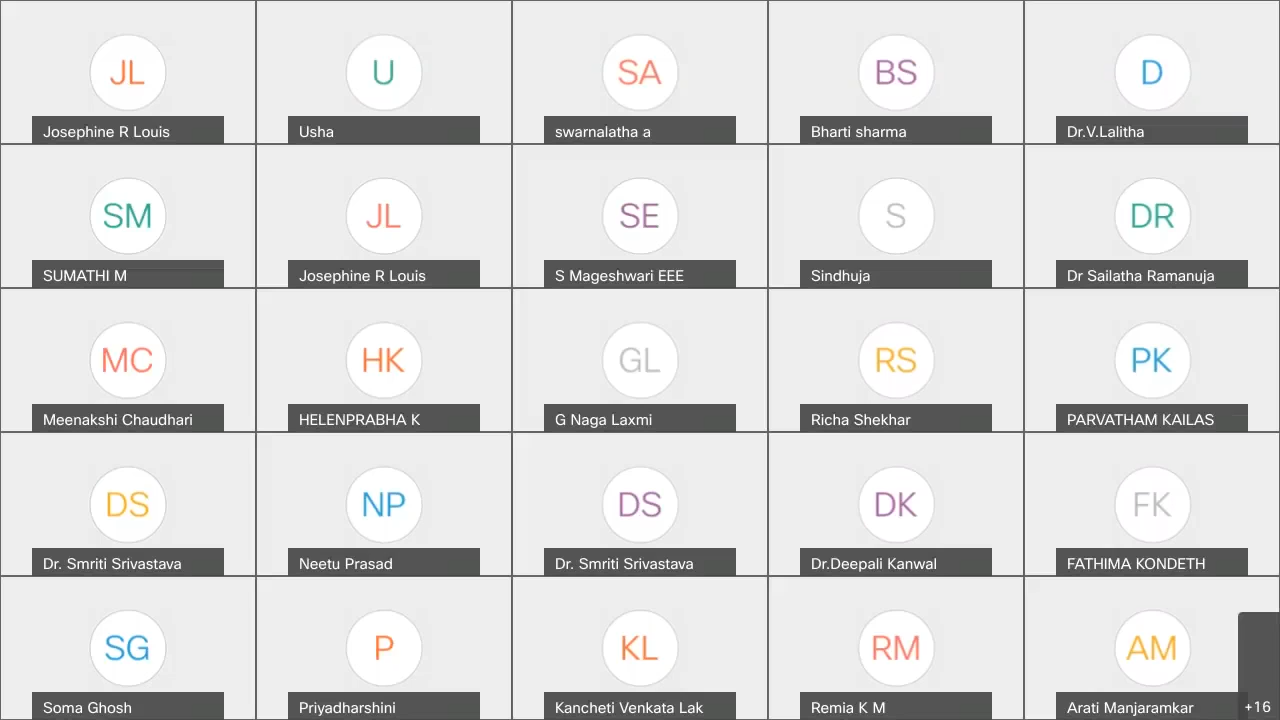 JL
Josephine R Louis
U
Usha
SA
swarnalatha a
BS
Bharti sharma
D
Dr.V.Lalitha
SM
SUMATHI M
JL
Josephine R Louis
SE
S Mageshwari EEE
S
Sindhuja
DR
Dr Sailatha Ramanuja
MC
Meenakshi Chaudhari
HK
HELENPRABHA K
GL
G Naga Laxmi
RS
Richa Shekhar
PK
PARVATHAM KAILAS
DS
Dr. Smriti Srivastava
NP
Neetu Prasad
DS
Dr. Smriti Srivastava
DK
Dr.Deepali Kanwal
FK
FATHIMA KONDETH
SG
Soma Ghosh
P
Priyadharshini
KL
Kancheti Venkata Lak
RM
Remia K M
AM
Arati Manjaramkar
+16